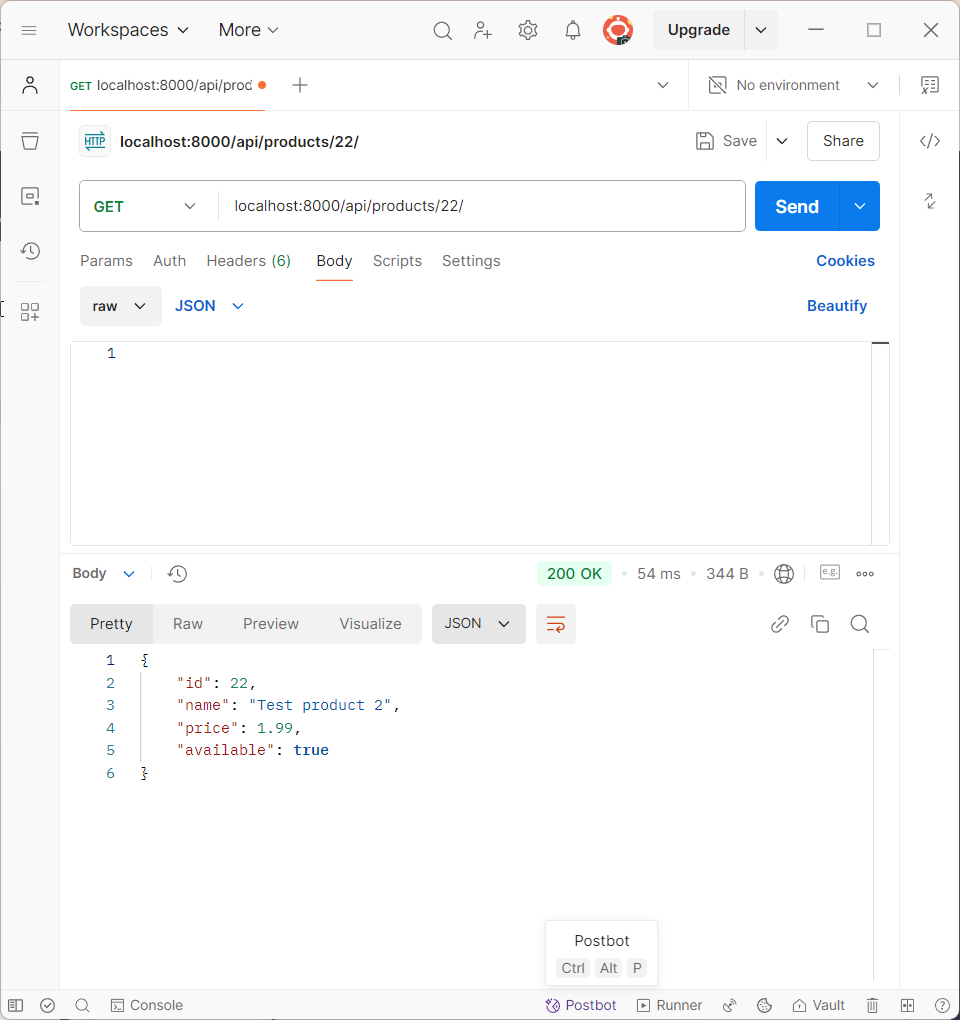 Workspaces More Upgrade
GET localhost:8000/api/prod No environment
HTTP localhost:8000/api/products/22/ Save Share
GET localhost:8000/api/products/22/ Send
Params Auth Headers (6) Body Scripts Settings Cookies
raw JSON Beautify
1
Body 200 OK 54 ms 344 B e.g.
Pretty Raw Preview Visualize JSON
1 {
2 "id": 22,
3 "name": "Test product 2",
4 "price": 1.99,
5 "available": true
6 }
Postbot
Ctrl Alt P
Console Postbot Runner Vault